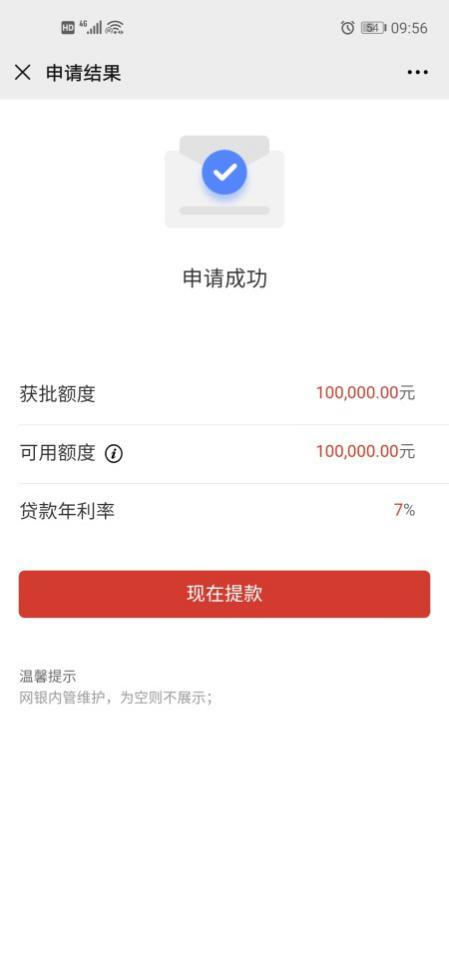 HD 4G 54 09:56
申请结果
申请成功
获批额度 100,000.00元
可用额度 100,000.00元
贷款年利率 7%
现在提款
温馨提示
网银内管维护，为空则不展示；